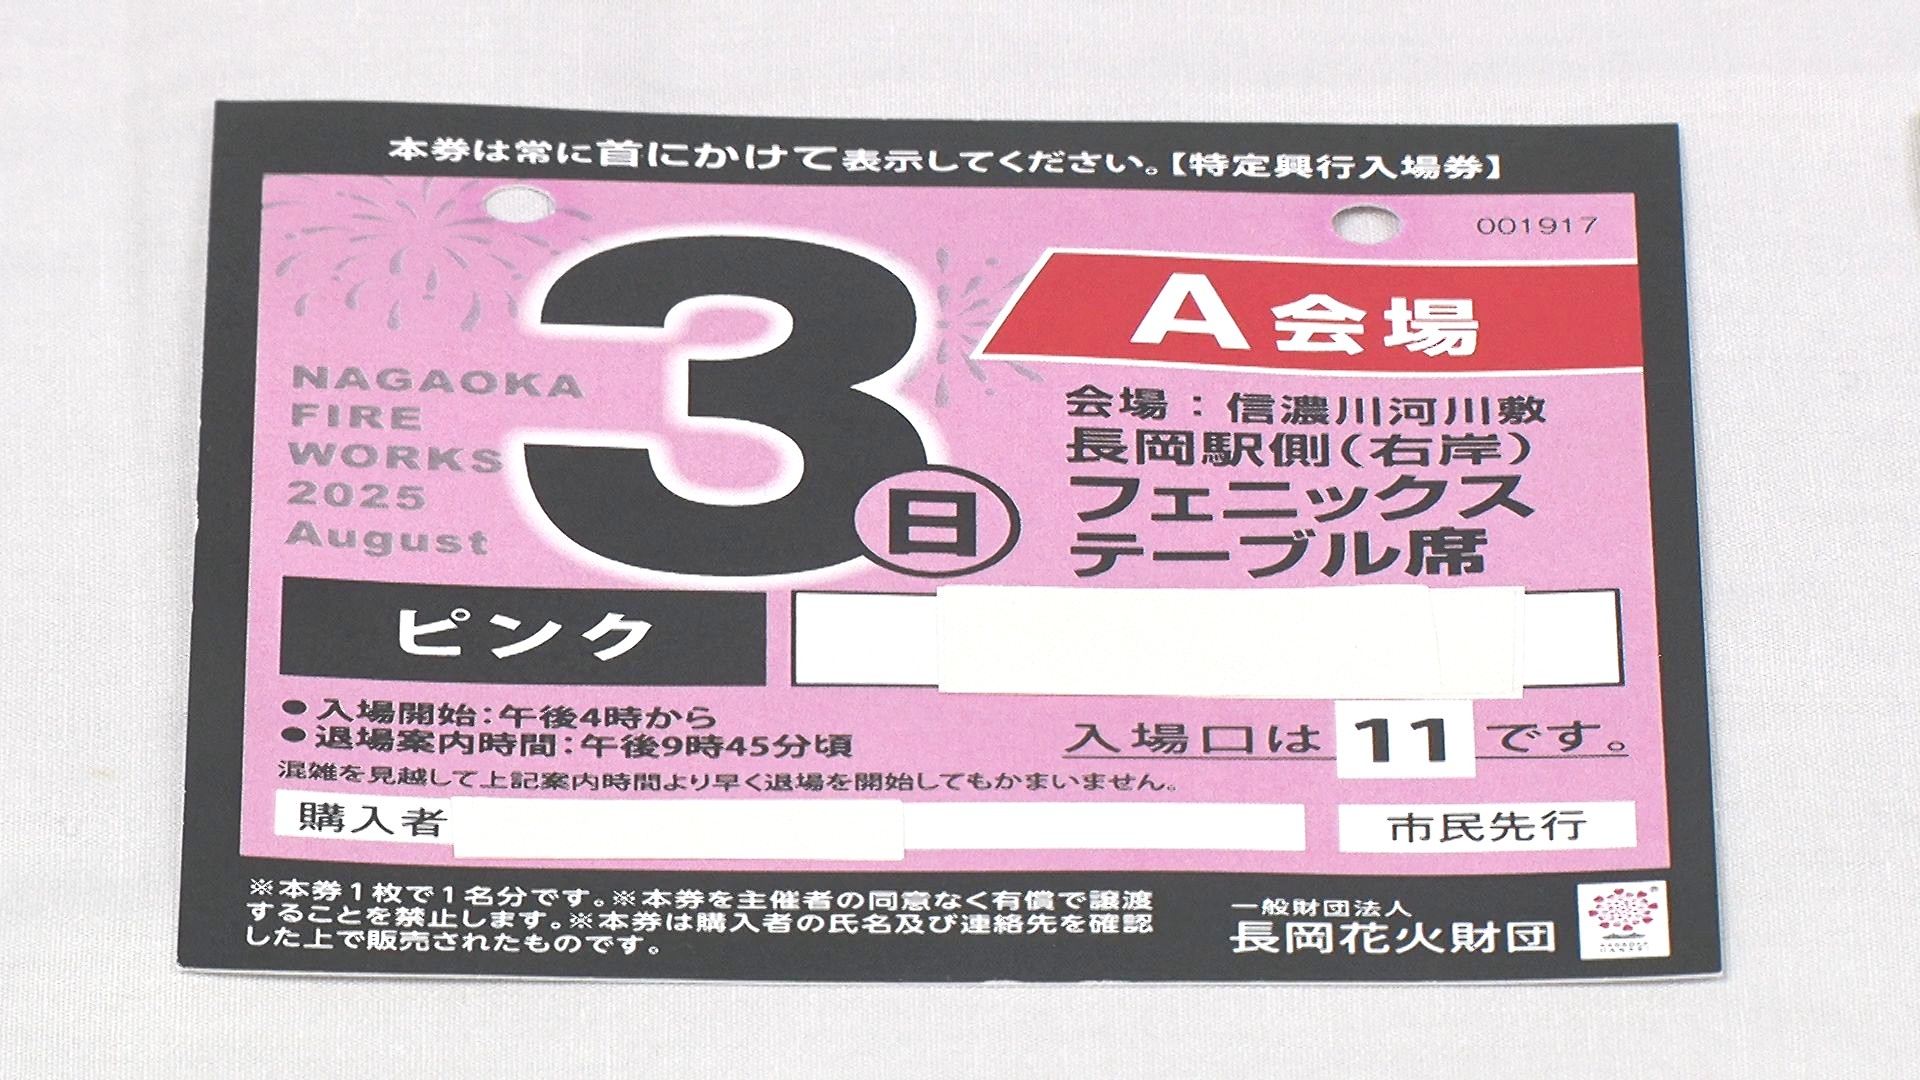 本券は常に首にかけて表示してください。【特定興行入場券】
001917
NAGAOKA
FIRE
WORKS
2025
August
3
日
A会場
会場：信濃川河川敷
長岡駅側（右岸）
フェニックス
テーブル席
ピンク
●入場開始：午後4時から
●退場案内時間：午後9時45分頃
混雑を見越して上記案内時間より早く退場を開始してもかまいません。
入場口は 11 です。
購入者
市民先行
※本券1枚で1名分です。※本券を主催者の同意なく有償で譲渡
することを禁止します。※本券は購入者の氏名及び連絡先を確認
した上で販売されたものです。
一般財団法人
長岡花火財団